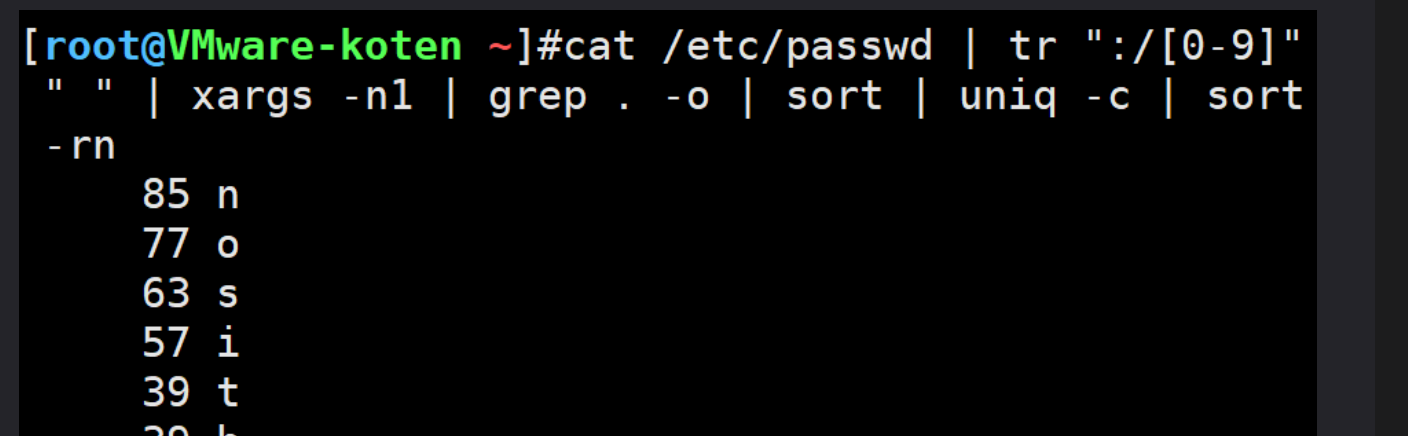 [root@VMware-koten ~]#cat /etc/passwd | tr ":/[0-9]"
" " | xargs -n1 | grep . -o | sort | uniq -c | sort
-rn
85 n
77 o
63 s
57 i
39 t